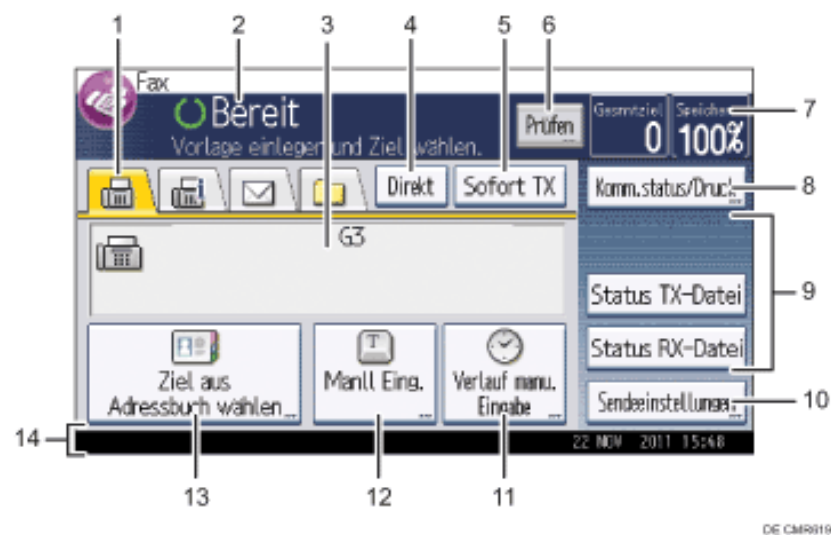 1 2 3 4 5 6
Fax
Bereit
Vorlage einlegen und Ziel wählen.
Prüfen
Gesmtziel
0
Speicher
100%
7
Direkt
Sofort TX
Komm.status/Druck
8
G3
9
Status TX-Datei
Status RX-Datei
Ziel aus
Adressbuch wählen
T
Manll Eing.
Verlauf manu.
Eingabe
Sendeeinstellungen
10
14
22 NOV 2011 15:48
13 12 11
DE CMR619